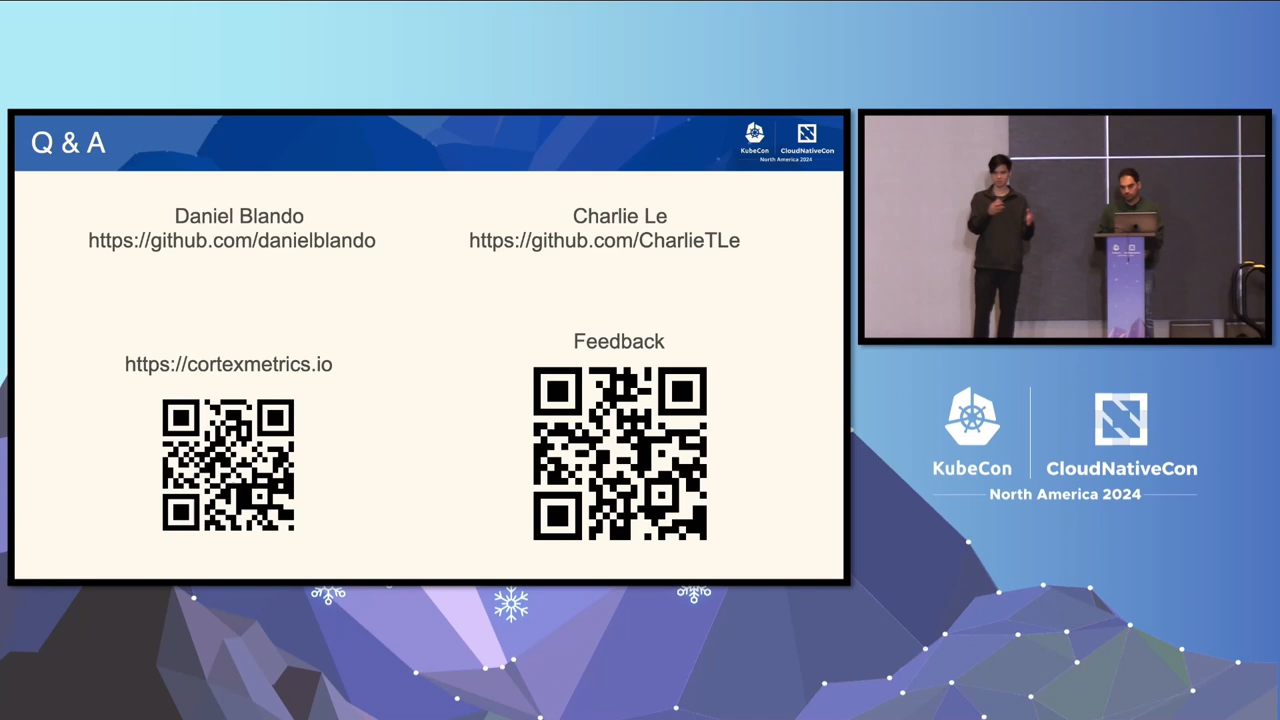 Q & A
KubeCon
CloudNativeCon
North America 2024
Daniel Blando
https://github.com/danielblando
Charlie Le
https://github.com/CharlieTLe
https://cortexmetrics.io
Feedback
KubeCon
CloudNativeCon
North America 2024